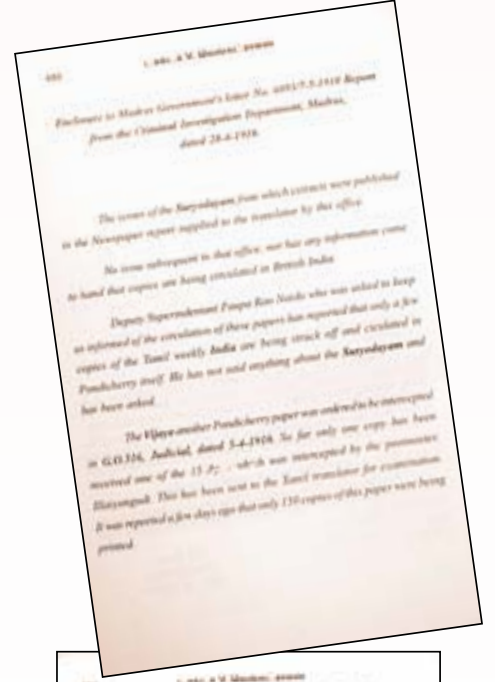 Enclosure to Madras Government's letter No. Report
from the Criminal Investigation Department, Madras,
dated 28-6-1910.
The issues of the Suryodayam from which extracts were published
in the Newspaper report supplied to the translator by this office.
No issue subsequent to that office; nor has any information come
to hand that copies are being circulated in British India.
Deputy Superintendent Paupa Rao Naidu who was asked to keep
us informed of the circulation of these papers has reported that only a few
copies of the Tamil weekly India are being struck off and ciculated in
Pondicherry itself. He has not said anything about the Suryodayam and
has been asked.
The Vijaya another Pondicherry paper was ordered to be intercepted
in G.O.516, Judicial, dated 5-4-1910. So far only one copy has been
received one of the 15 which was intercepted by the postmaster
This has been sent to the Tamil translator for examination.
It was reported a few days ago that only 150 copies of this paper were being
printed.